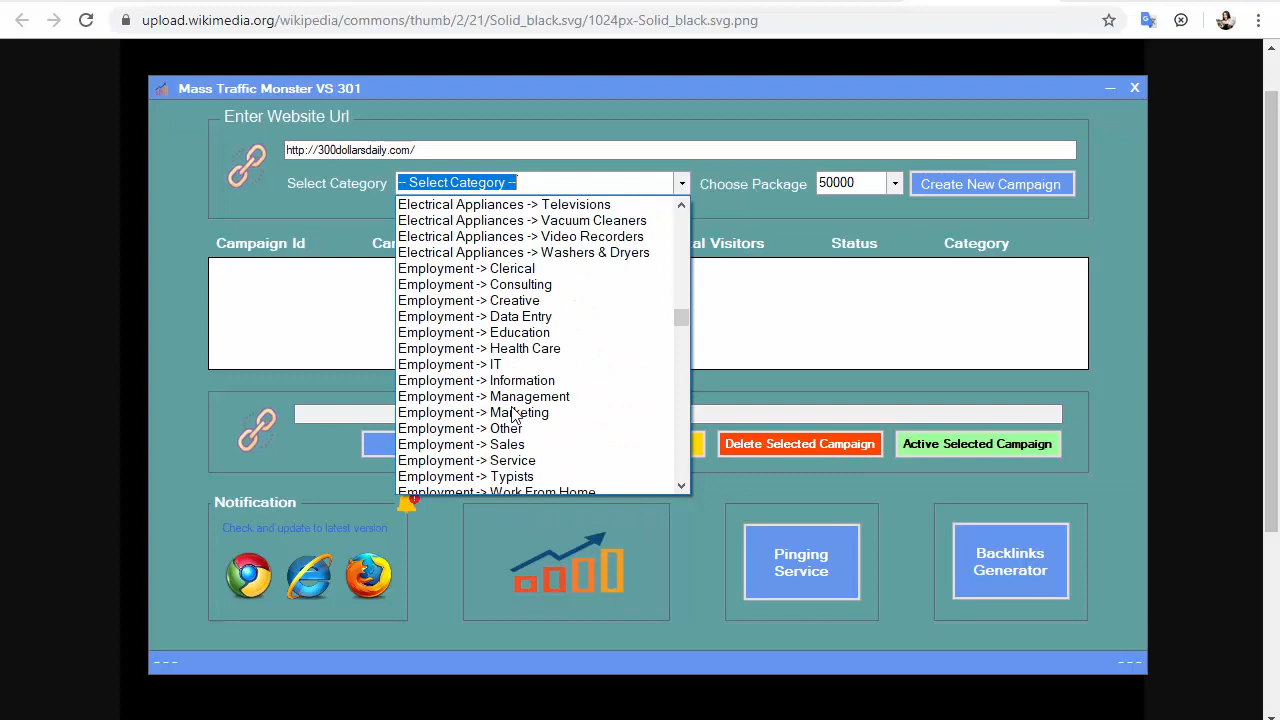 upload.wikimedia.org/wikipedia/commons/thumb/2/21/Solid_black.svg/1024px-Solid_black.svg.png
Mass Traffic Monster VS 301
X
Enter Website Url
http://300dollarsdaily.com/
Select Category
-- Select Category --
Choose Package
50000
Create New Campaign
Campaign Id
Ca
al Visitors
Status
Category
Electrical Appliances -> Televisions
Electrical Appliances -> Vacuum Cleaners
Electrical Appliances -> Video Recorders
Electrical Appliances -> Washers & Dryers
Employment -> Clerical
Employment -> Consulting
Employment -> Creative
Employment -> Data Entry
Employment -> Education
Employment -> Health Care
Employment -> IT
Employment -> Information
Employment -> Management
Employment -> Marketing
Employment -> Other
Employment -> Sales
Employment -> Service
Employment -> Typists
Employment -> Work From Home
Delete Selected Campaign
Active Selected Campaign
Notification
Check and update to latest version
Pinging
Service
Backlinks
Generator
---
---